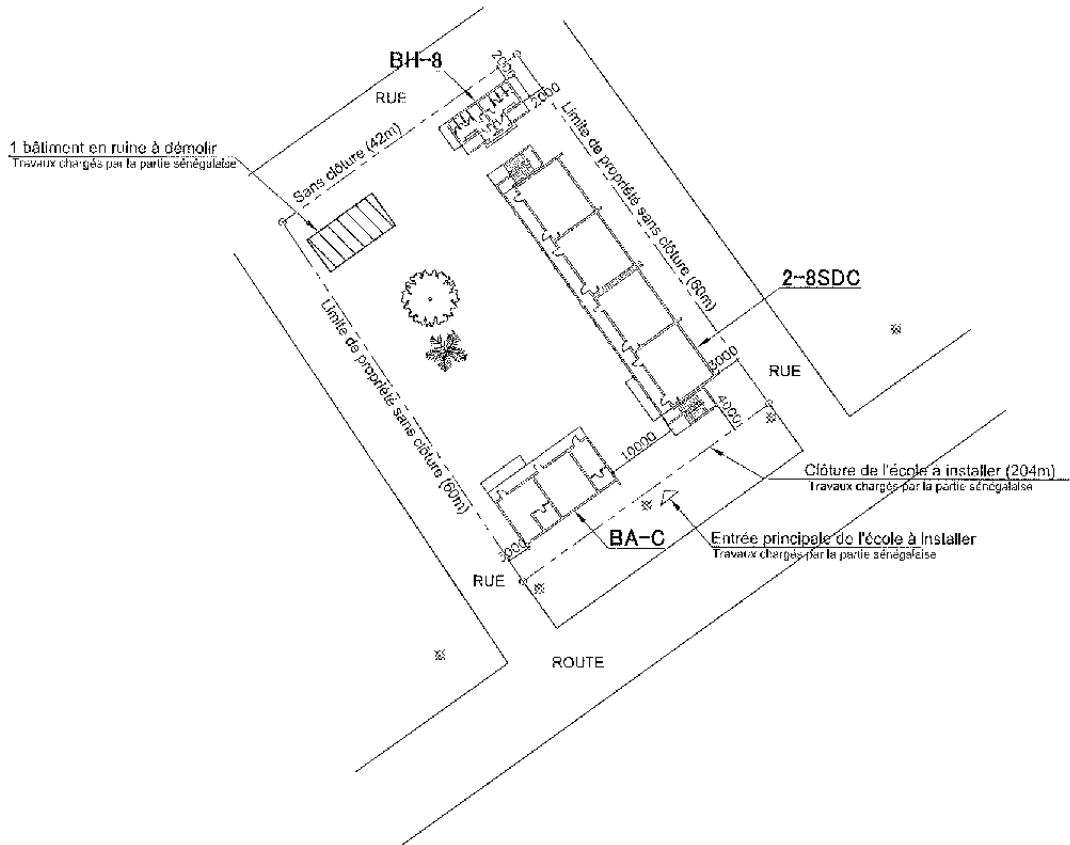 BH-8
RUE
2000
2000
1 bâtiment en ruine à démolir
Travaux chargés par la partie sénégalaise
Sans clôture (42m)
Limite de propriété sans clôture (60m)
2-8SDC
Limite de propriété sans clôture (60m)
3000
RUE
4000
10000
Clôture de l'école à installer (204m)
Travaux chargés par la partie sénégalaise
BA-C
Entrée principale de l'école à Installer
Travaux chargés par la partie sénégalaise
3000
RUE
ROUTE